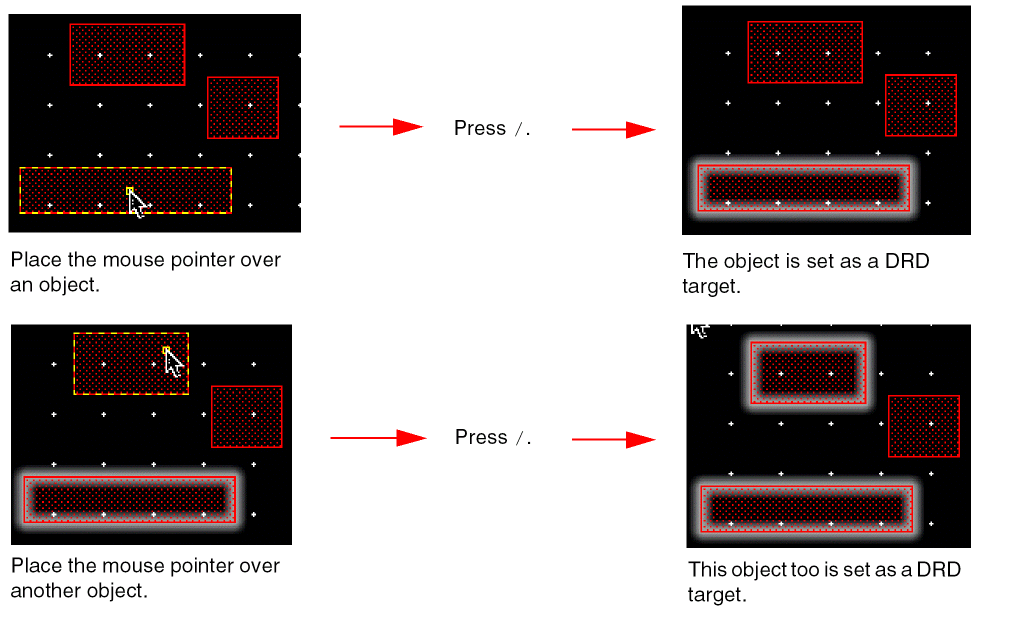 Press /.
Place the mouse pointer over
an object.
The object is set as a DRD
target.
Press /.
Place the mouse pointer over
another object.
This object too is set as a DRD
target.